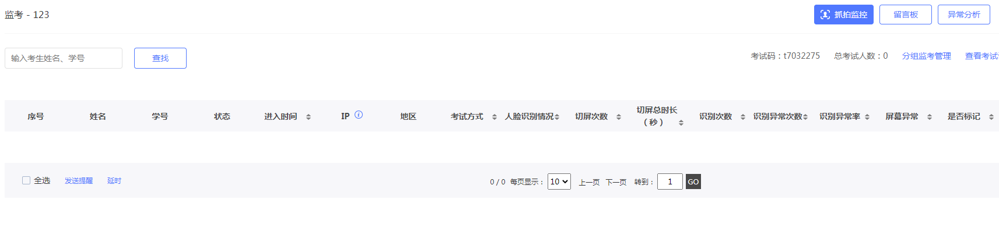 监考 - 123
抓拍监控 留言板 异常分析
输入考生姓名、学号 查找
考试码：t7032275 总考试人数：0 分组监考管理 查看考试
序号 姓名 学号 状态 进入时间 IP 地区 考试方式 人脸识别情况 切屏次数 切屏总时长
（秒） 识别次数 识别异常次数 识别异常率 屏幕异常 是否标记
全选 发送提醒 延时
0 / 0 每页显示： 10 上一页 下一页 转到： 1 GO